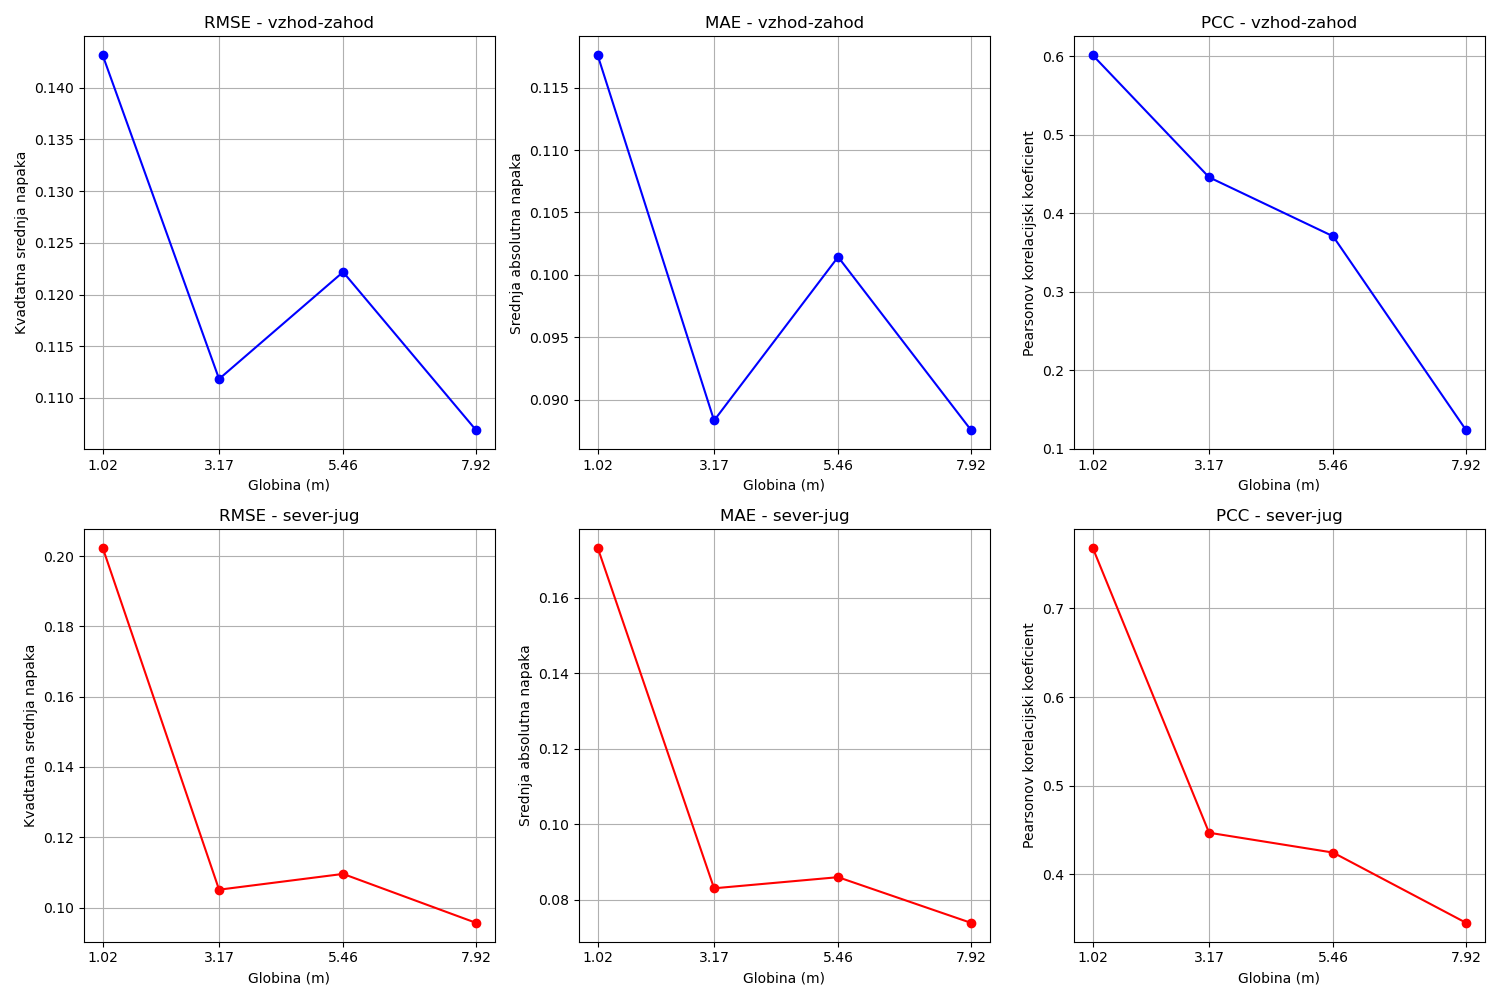 RMSE - vzhod-zahod
Kvadtatna srednja napaka
0.140
0.135
0.130
0.125
0.120
0.115
0.110
1.02 3.17 5.46 7.92
Globina (m)
MAE - vzhod-zahod
Srednja absolutna napaka
0.115
0.110
0.105
0.100
0.095
0.090
1.02 3.17 5.46 7.92
Globina (m)
PCC - vzhod-zahod
Pearsonov korelacijski koeficient
0.6
0.5
0.4
0.3
0.2
0.1
1.02 3.17 5.46 7.92
Globina (m)
RMSE - sever-jug
Kvadtatna srednja napaka
0.20
0.18
0.16
0.14
0.12
0.10
1.02 3.17 5.46 7.92
Globina (m)
MAE - sever-jug
Srednja absolutna napaka
0.16
0.14
0.12
0.10
0.08
1.02 3.17 5.46 7.92
Globina (m)
PCC - sever-jug
Pearsonov korelacijski koeficient
0.7
0.6
0.5
0.4
1.02 3.17 5.46 7.92
Globina (m)